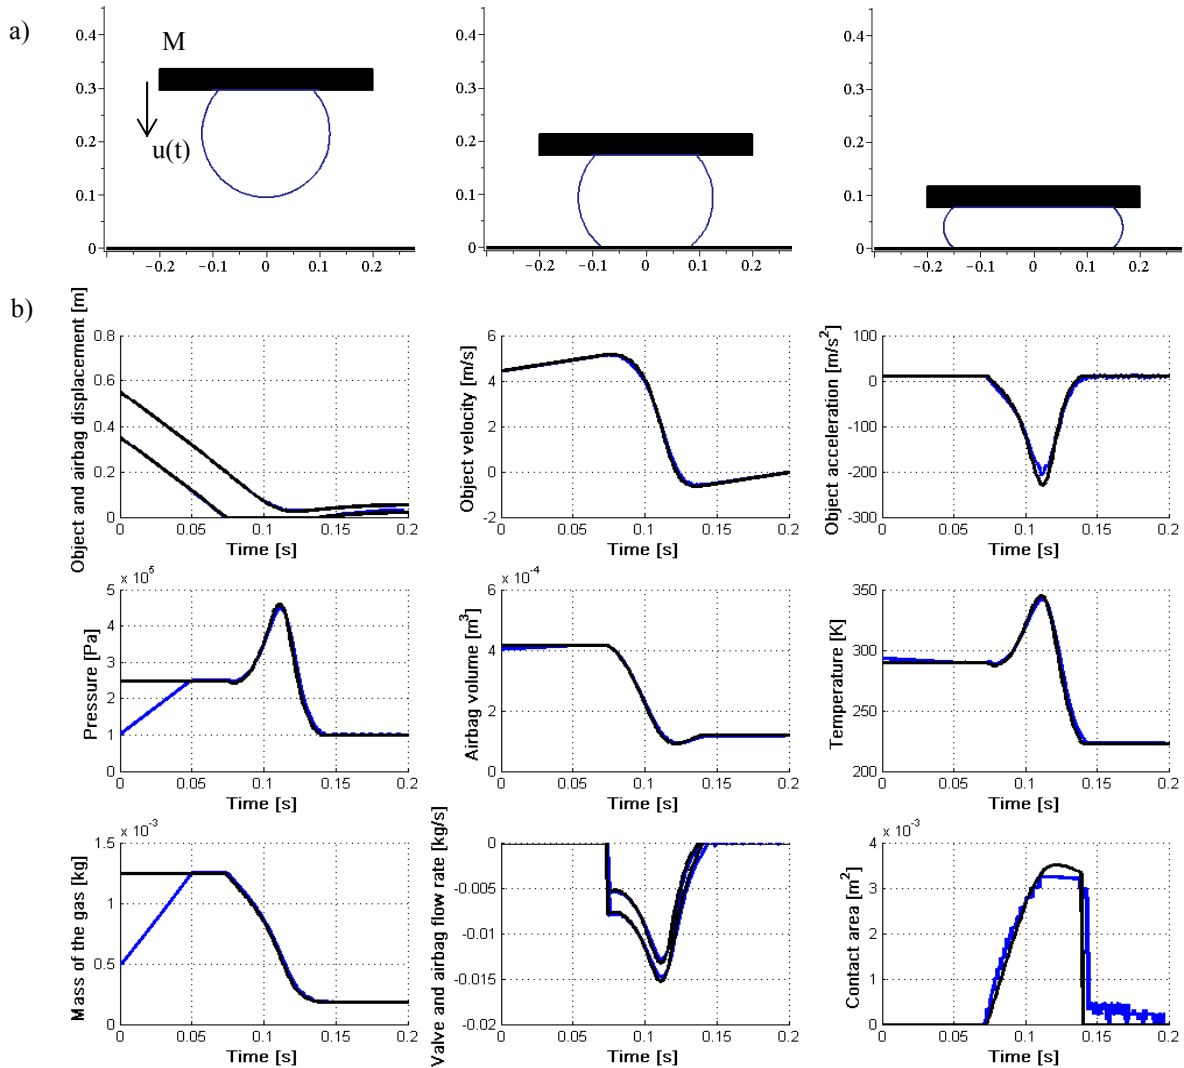 a)
M
u(t)
0.4
0.3
0.2
0.1
0
−0.2 −0.1 0 0.1 0.2
0.4
0.3
0.2
0.1
0
−0.2 −0.1 0 0.1 0.2
0.4
0.3
0.2
0.1
0
−0.2 −0.1 0 0.1 0.2
b)
Object and airbag displacement [m]
0.8
0.6
0.4
0.2
0
0 0.05 0.1 0.15 0.2
Time [s]
Object velocity [m/s]
6
4
2
0
-2
0 0.05 0.10 0.15 0.2
Time [s]
Object acceleration [m/s²]
100
0
-100
-200
-300
0 0.05 0.1 0.15 0.2
Time [s]
x 10⁵
Pressure [Pa]
5
4
3
2
1
0
0 0.05 0.1 0.15 0.2
Time [s]
x 10⁻⁴
Airbag volume [m³]
6
4
2
0
0 0.05 0.10 0.15 0.2
Time [s]
Temperature [K]
350
300
250
200
0 0.05 0.1 0.15 0.2
Time [s]
x 10⁻³
Mass of the gas [kg]
1.5
1.0
0.5
0
0 0.05 0.1 0.15 0.2
Time [s]
Valve and airbag flow rate [kg/s]
0
-0.005
-0.01
-0.015
-0.02
0 0.05 0.10 0.15 0.2
Time [s]
x 10⁻³
Contact area [m²]
4
3
2
1
0
0 0.05 0.1 0.15 0.2
Time [s]